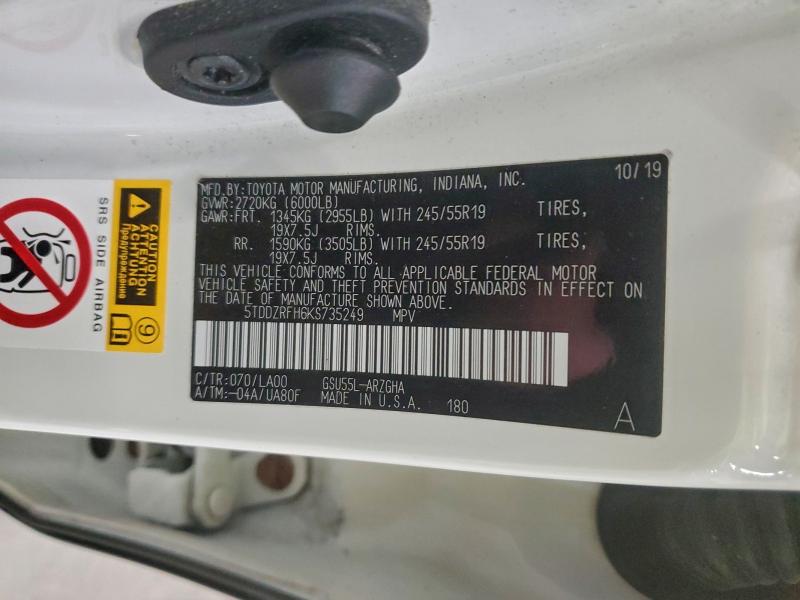 MFD.BY:TOYOTA MOTOR MANUFACTURING, INDIANA, INC. 10/19
GVWR:2720KG (6000LB)
GAWR:FRT. 1345KG (2955LB) WITH 245/55R19 TIRES,
19X7.5J RIMS.
RR. 1590KG (3505LB) WITH 245/55R19 TIRES,
19X7.5J RIMS.
THIS VEHICLE CONFORMS TO ALL APPLICABLE FEDERAL MOTOR
VEHICLE SAFETY AND THEFT PREVENTION STANDARDS IN EFFECT ON
THE DATE OF MANUFACTURE SHOWN ABOVE.
5TDDZRFH6KS735249 MPV
C/TR:070/LA00 GSU55L-ARZGHA
A/TM:-04A/UA80F MADE IN U.S.A. 180
A
SRS SIDE AIRBAG
CAUTION
ATTENTION
ACHTUNG
Предупреждение
9